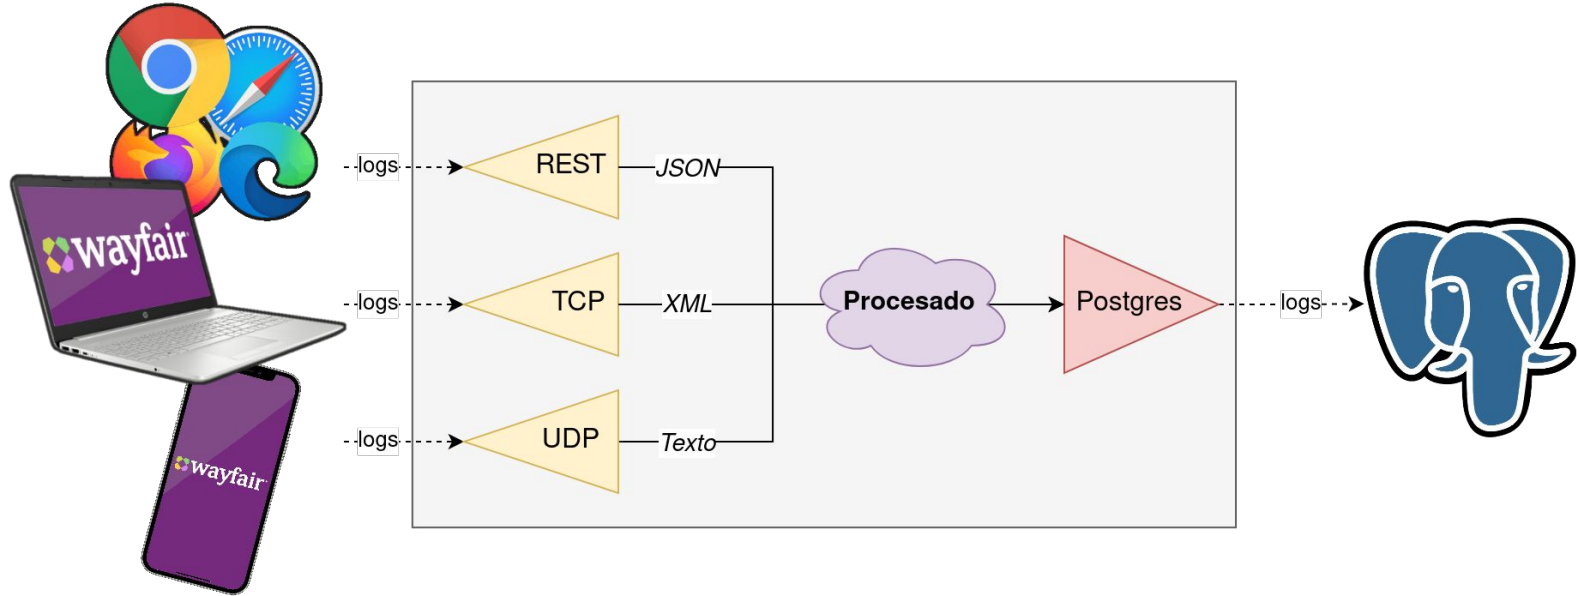 wayfair
wayfair
logs
REST
JSON
logs
TCP
XML
Procesado
Postgres
logs
logs
UDP
Texto